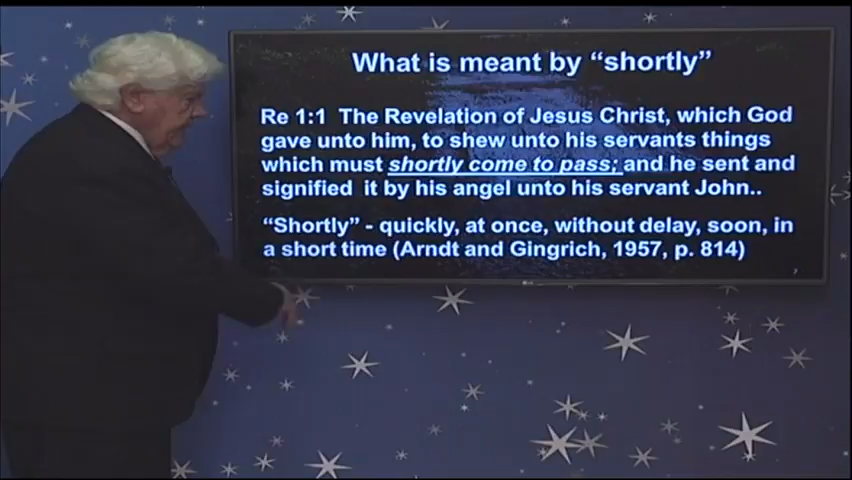 What is meant by “shortly”
Re 1:1 The Revelation of Jesus Christ, which God
gave unto him, to shew unto his servants things
which must shortly come to pass; and he sent and
signified it by his angel unto his servant John..
“Shortly” - quickly, at once, without delay, soon, in
a short time (Arndt and Gingrich, 1957, p. 814)